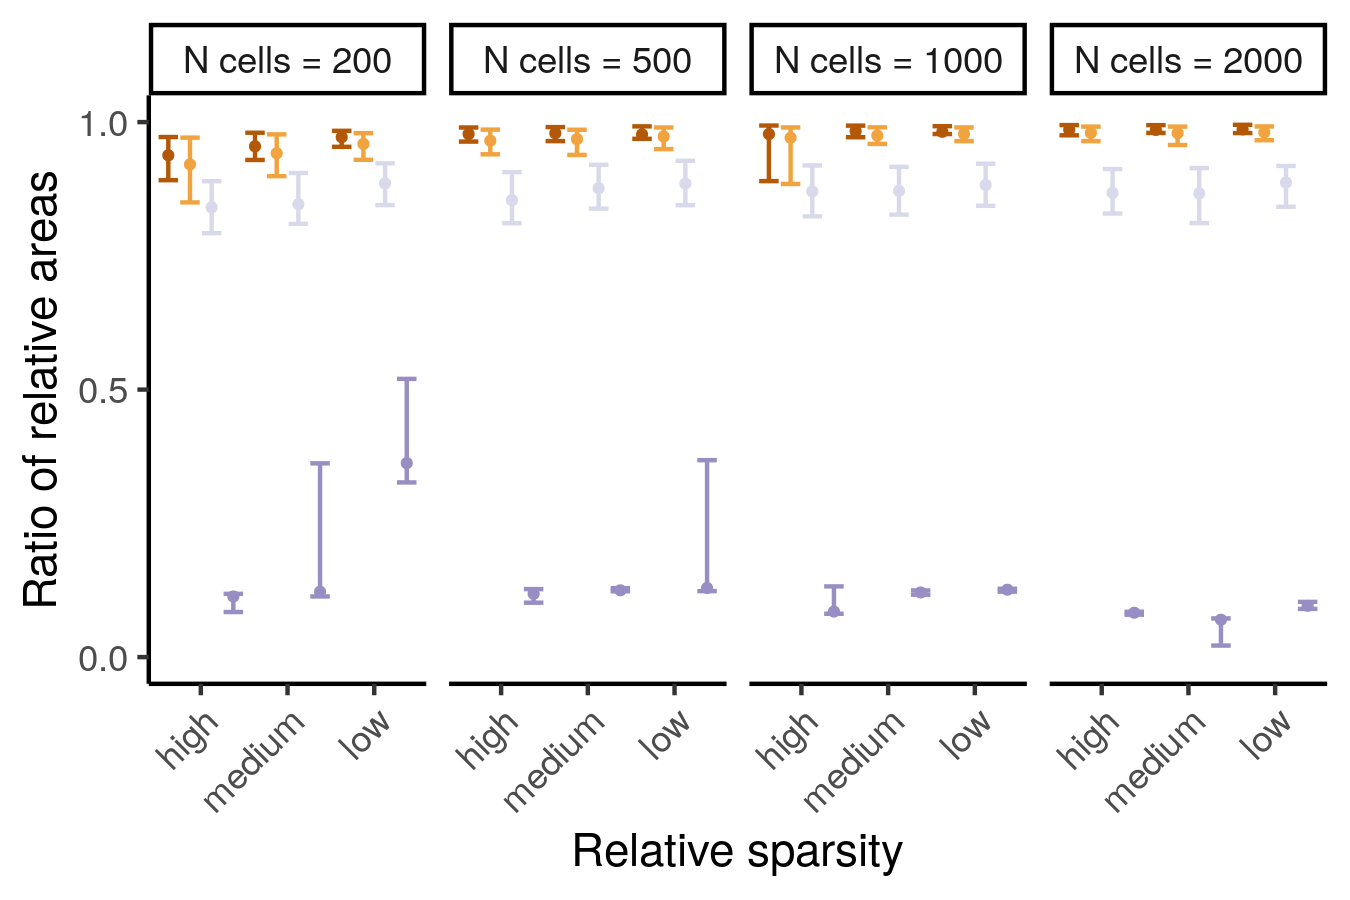 N cells = 200
N cells = 500
N cells = 1000
N cells = 2000
Ratio of relative areas
1.0
0.5
0.0
high
medium
low
high
medium
low
high
medium
low
high
medium
low
Relative sparsity